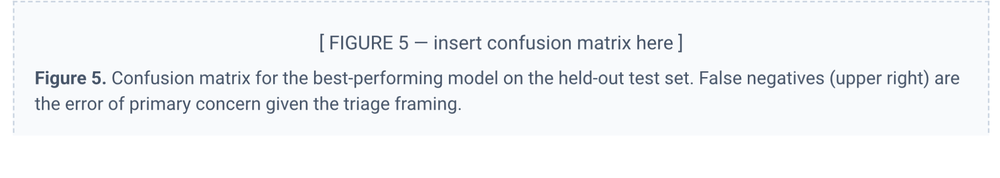 [ FIGURE 5 — insert confusion matrix here ]
Figure 5. Confusion matrix for the best-performing model on the held-out test set. False negatives (upper right) are
the error of primary concern given the triage framing.